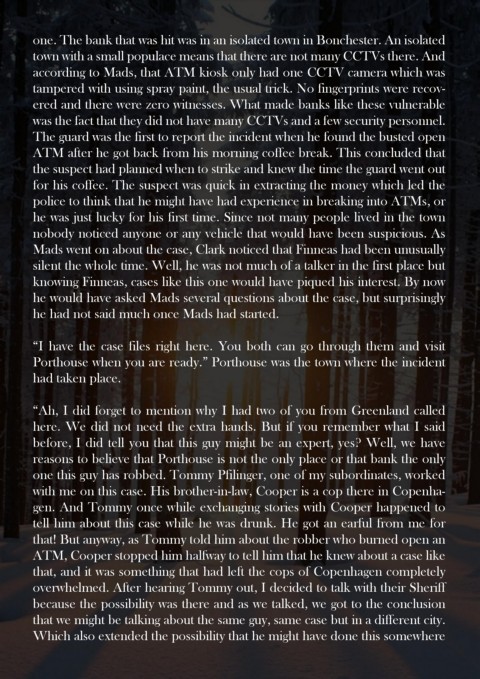 one. The bank that was hit was in an isolated town in Bonchester. An isolated
town with a small populace means that there are not many CCTVs there. And
according to Mads, that ATM kiosk only had one CCTV camera which was
tampered with using spray paint, the usual trick. No fingerprints were recov-
ered and there were zero witnesses. What made banks like these vulnerable
was the fact that they did not have many CCTVs and a few security personnel.
The guard was the first to report the incident when he found the busted open
ATM after he got back from his morning coffee break. This concluded that
the suspect had planned when to strike and knew the time the guard went out
for his coffee. The suspect was quick in extracting the money which led the
police to think that he might have had experience in breaking into ATMs, or
he was just lucky for his first time. Since not many people lived in the town
nobody noticed anyone or any vehicle that would have been suspicious. As
Mads went on about the case, Clark noticed that Finneas had been unusually
silent the whole time. Well, he was not much of a talker in the first place but
knowing Finneas, cases like this one would have piqued his interest. By now
he would have asked Mads several questions about the case, but surprisingly
he had not said much once Mads had started.
“I have the case files right here. You both can go through them and visit
Porthouse when you are ready.” Porthouse was the town where the incident
had taken place.
“Ah, I did forget to mention why I had two of you from Greenland called
here. We did not need the extra hands. But if you remember what I said
before, I did tell you that this guy might be an expert, yes? Well, we have
reasons to believe that Porthouse is not the only place or that bank the only
one this guy has robbed. Tommy Pfilinger, one of my subordinates, worked
with me on this case. His brother-in-law, Cooper is a cop there in Copenha-
gen. And Tommy once while exchanging stories with Cooper happened to
tell him about this case while he was drunk. He got an earful from me for
that! But anyway, as Tommy told him about the robber who burned open an
ATM, Cooper stopped him halfway to tell him that he knew about a case like
that, and it was something that had left the cops of Copenhagen completely
overwhelmed. After hearing Tommy out, I decided to talk with their Sheriff
because the possibility was there and as we talked, we got to the conclusion
that we might be talking about the same guy, same case but in a different city.
Which also extended the possibility that he might have done this somewhere